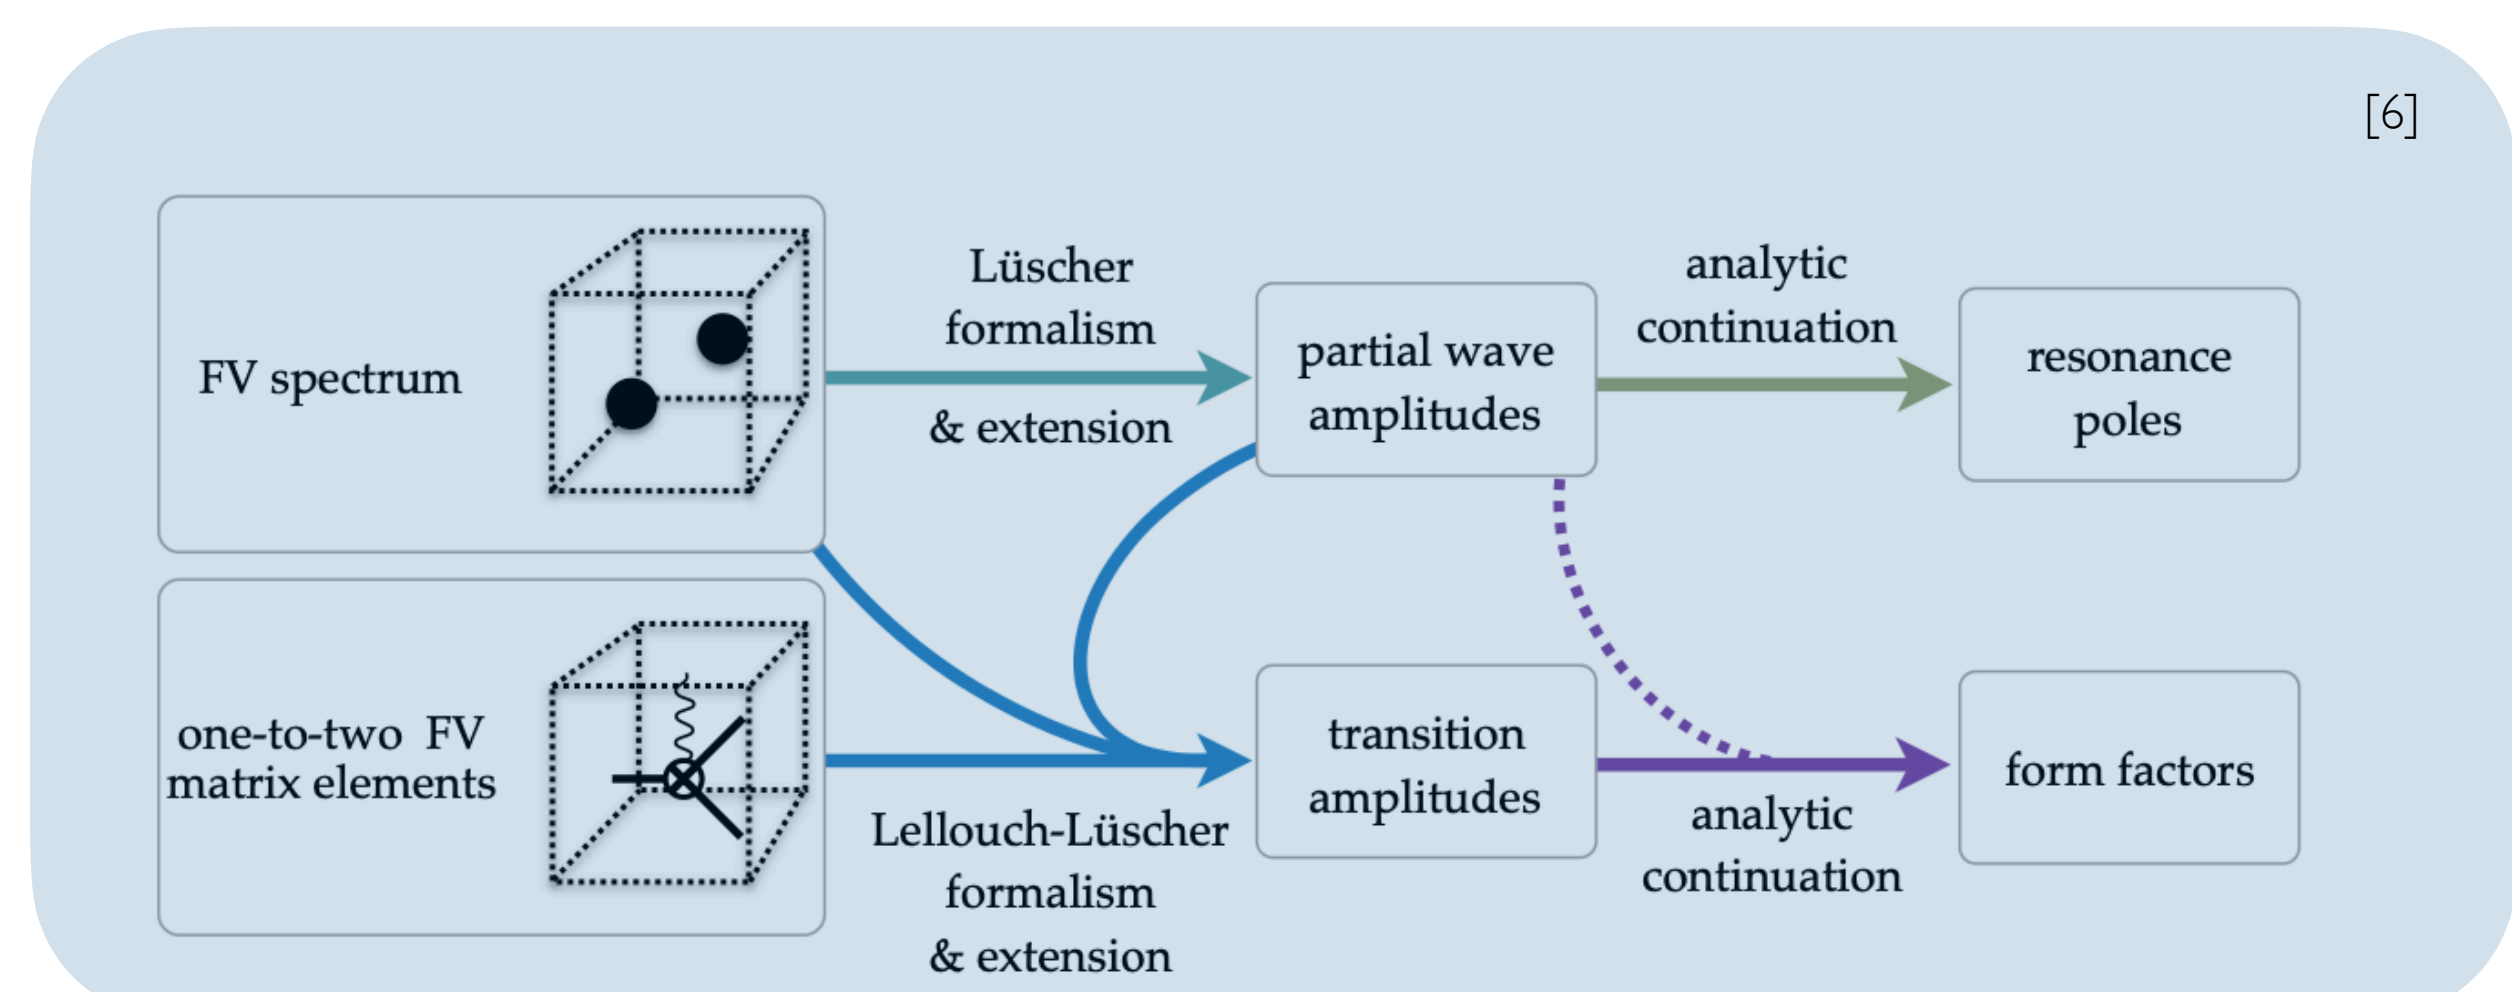 [6]
FV spectrum
Lüscher
formalism
& extension
partial wave
amplitudes
analytic
continuation
resonance
poles
one-to-two FV
matrix elements
Lellouch-Lüscher
formalism
& extension
transition
amplitudes
analytic
continuation
form factors